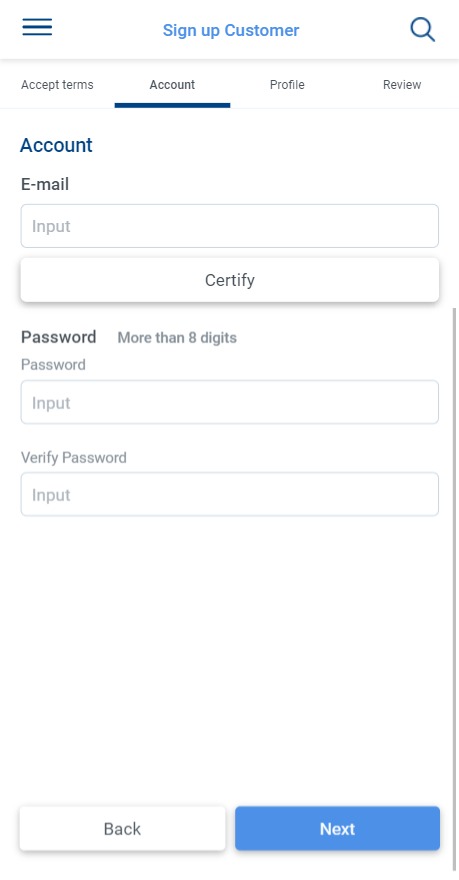 Sign up Customer
Accept terms Account Profile Review
Account
E-mail
Input
Certify
Password More than 8 digits
Password
Input
Verify Password
Input
Back Next